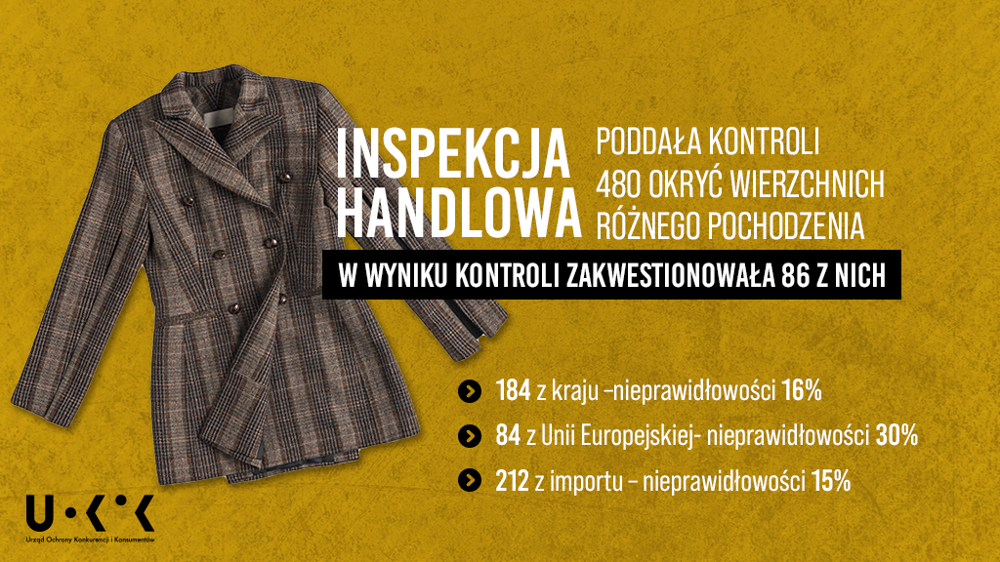 INSPEKCJA
HANDLOWA
PODDAŁA KONTROLI
480 OKRYĆ WIERZCHNICH
RÓŻNEGO POCHODZENIA
W WYNIKU KONTROLI ZAKWESTIONOWAŁA 86 Z NICH
184 z kraju –nieprawidłowości 16%
84 z Unii Europejskiej- nieprawidłowości 30%
212 z importu – nieprawidłowości 15%
UOKiK
Urząd Ochrony Konkurencji i Konsumentów